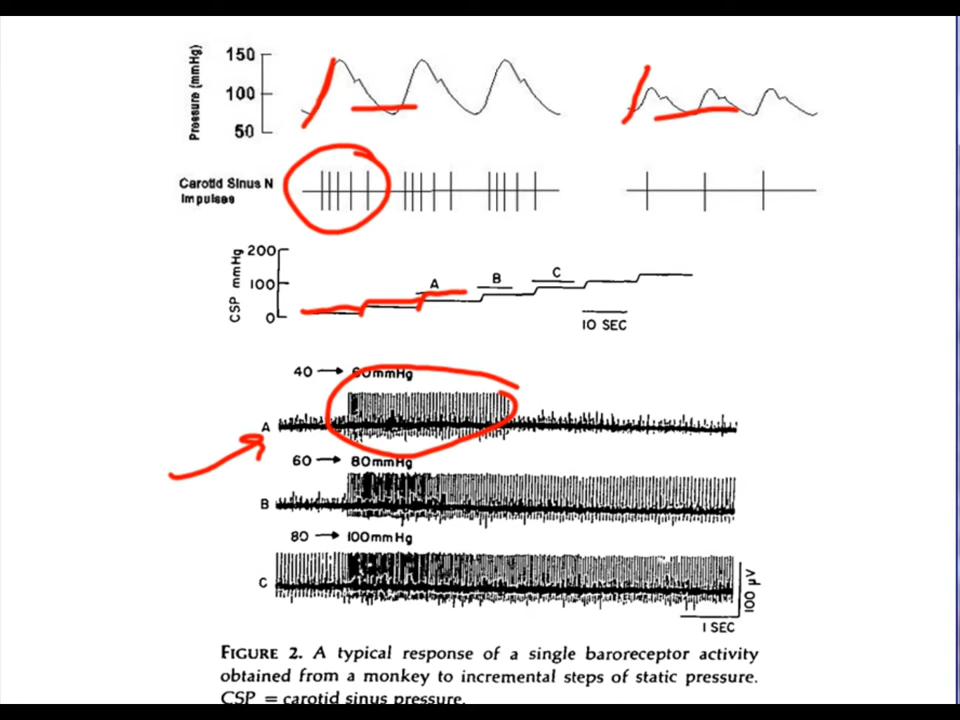 Pressure (mmHg)
150
100
50
Carotid Sinus N
Impulses
CSP mmHg
200
100
0
A
B
C
10 SEC
40 → 60mmHg
A
60 → 80mmHg
B
80 → 100mmHg
C
100 µV
1 SEC
FIGURE 2. A typical response of a single baroreceptor activity
obtained from a monkey to incremental steps of static pressure.
CSP = carotid sinus pressure.